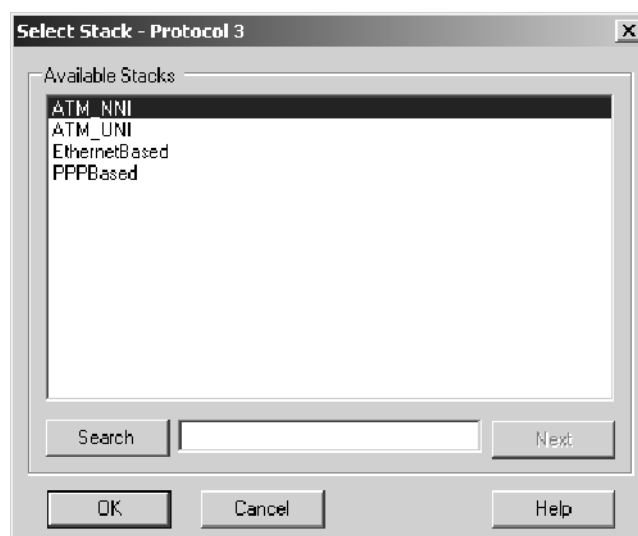 Select Stack - Protocol 3
Available Stacks
ATM_NNI
ATM_UNI
EthernetBased
PPPBased
Search
Next
OK
Cancel
Help